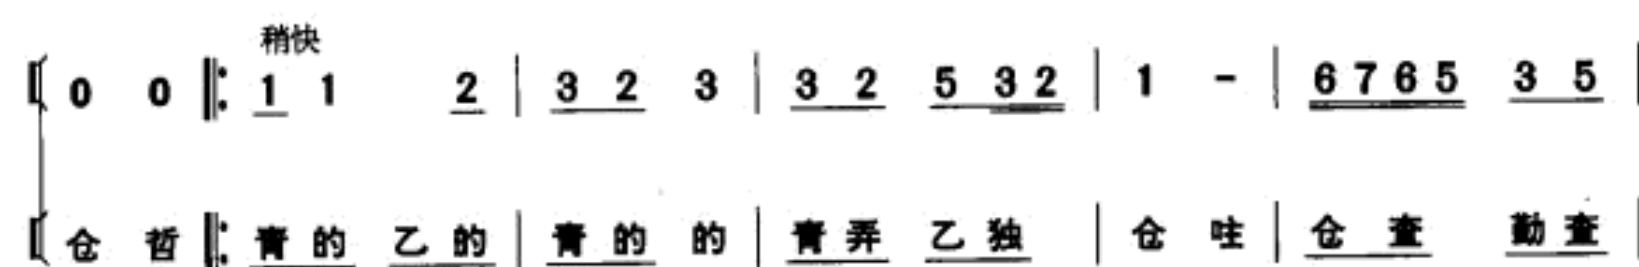 稍快
0 0 1 1 2 | 3 2 3 | 3 2 5 3 2 | 1 - | 6 7 6 5 3 5 |
仓 哲 青 的 乙 的 | 青 的 的 | 青 弄 乙 独 | 仓 哇 | 仓 查 勤 查 |